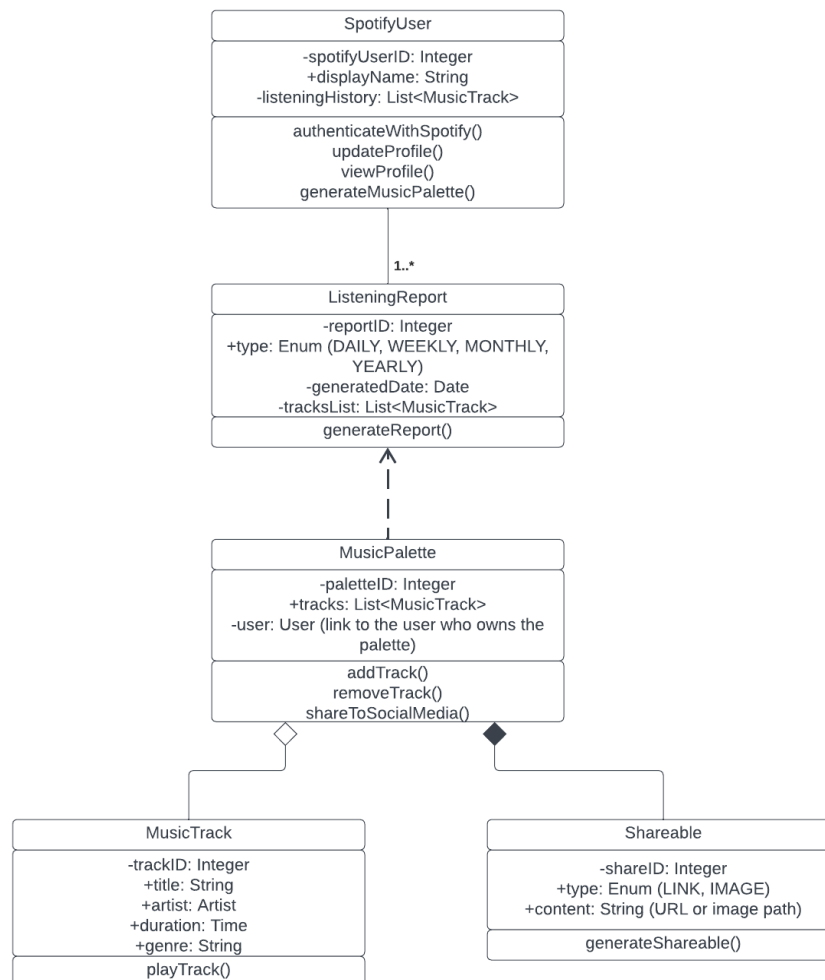 SpotifyUser
-spotifyUserID: Integer
+displayName: String
-listeningHistory: List<MusicTrack>
authenticateWithSpotify()
updateProfile()
viewProfile()
generateMusicPalette()
1..*
ListeningReport
-reportID: Integer
+type: Enum (DAILY, WEEKLY, MONTHLY,
YEARLY)
-generatedDate: Date
-tracksList: List<MusicTrack>
generateReport()
MusicPalette
-paletteID: Integer
+tracks: List<MusicTrack>
-user: User (link to the user who owns the
palette)
addTrack()
removeTrack()
shareToSocialMedia()
MusicTrack
-trackID: Integer
+title: String
+artist: Artist
+duration: Time
+genre: String
playTrack()
Shareable
-shareID: Integer
+type: Enum (LINK, IMAGE)
+content: String (URL or image path)
generateShareable()